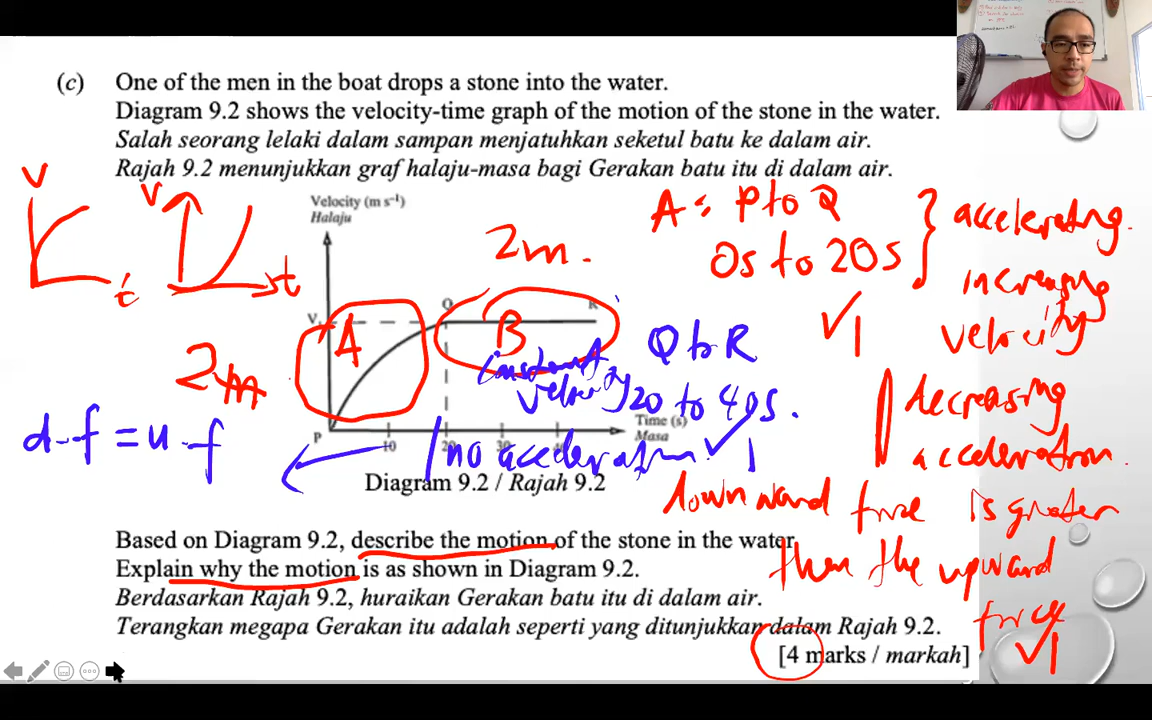 (c) One of the men in the boat drops a stone into the water.
Diagram 9.2 shows the velocity-time graph of the motion of the stone in the water.
Salah seorang lelaki dalam sampan menjatuhkan seketul batu ke dalam air.
Rajah 9.2 menunjukkan graf halaju-masa bagi Gerakan batu itu di dalam air.
V
t
V
t
Velocity (m s⁻¹)
Halaju
V
Q
R
P
10
20
30
Time (s)
Masa
A
B
2m
2m.
A: P to Q
0s to 20s
accelerating.
increasing
velocity
✓1
decreasing
acceleration.
Q to R
constant
velocity
20 to 40s.
/no acceleration ✓1
d-f = u-f
Diagram 9.2 / Rajah 9.2
downward force is greater
than the upward
force
✓1
Based on Diagram 9.2, describe the motion of the stone in the water.
Explain why the motion is as shown in Diagram 9.2.
Berdasarkan Rajah 9.2, huraikan Gerakan batu itu di dalam air.
Terangkan megapa Gerakan itu adalah seperti yang ditunjukkan dalam Rajah 9.2.
[4 marks / markah]